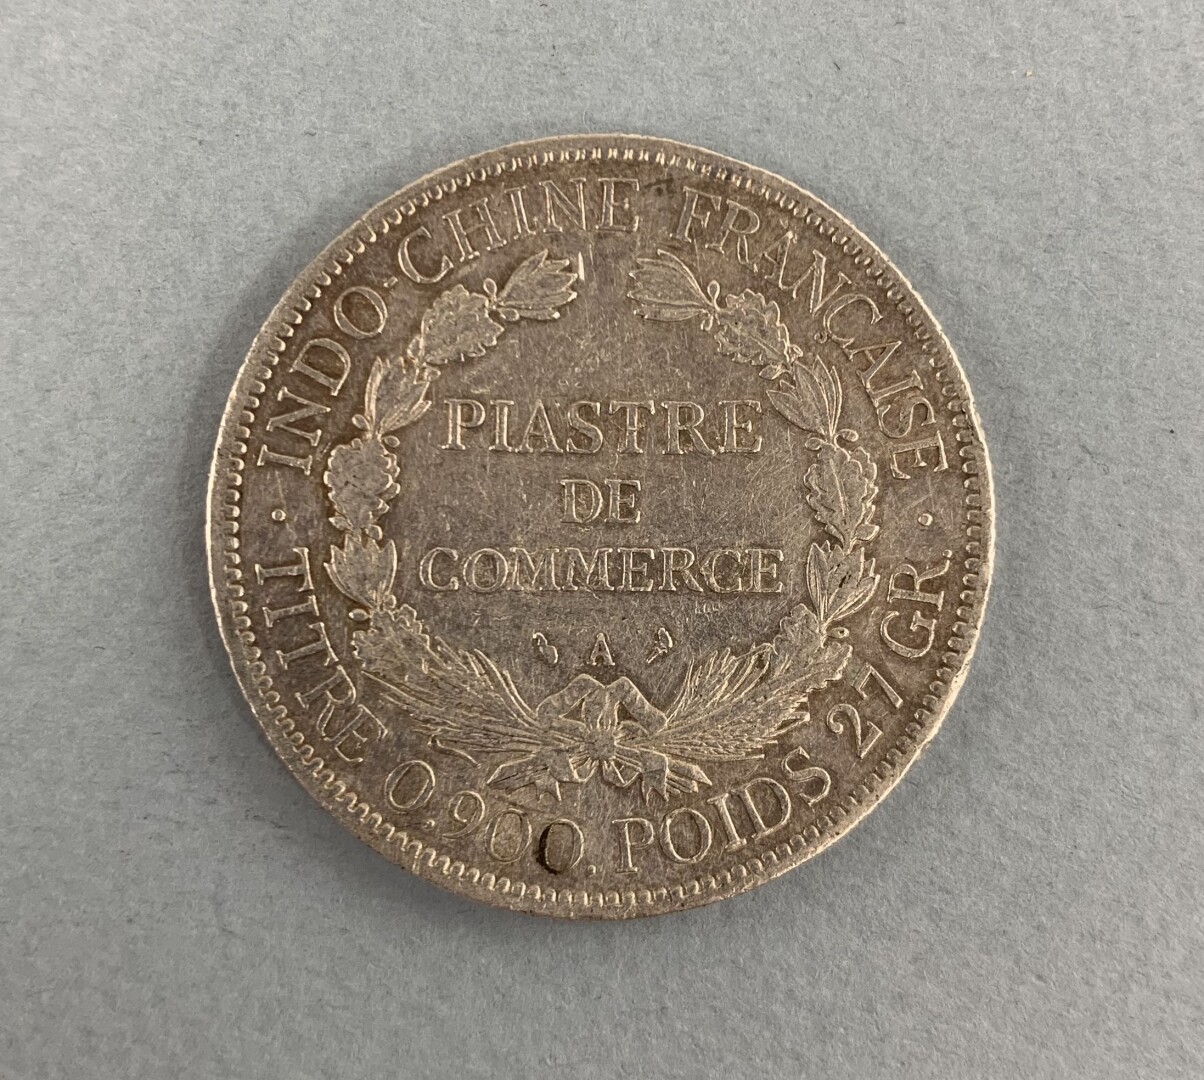 INDO-CHINE FRANÇAISE
PIASTRE
DE
COMMERCE
A
· TITRE 0,900. POIDS 27 GR. ·